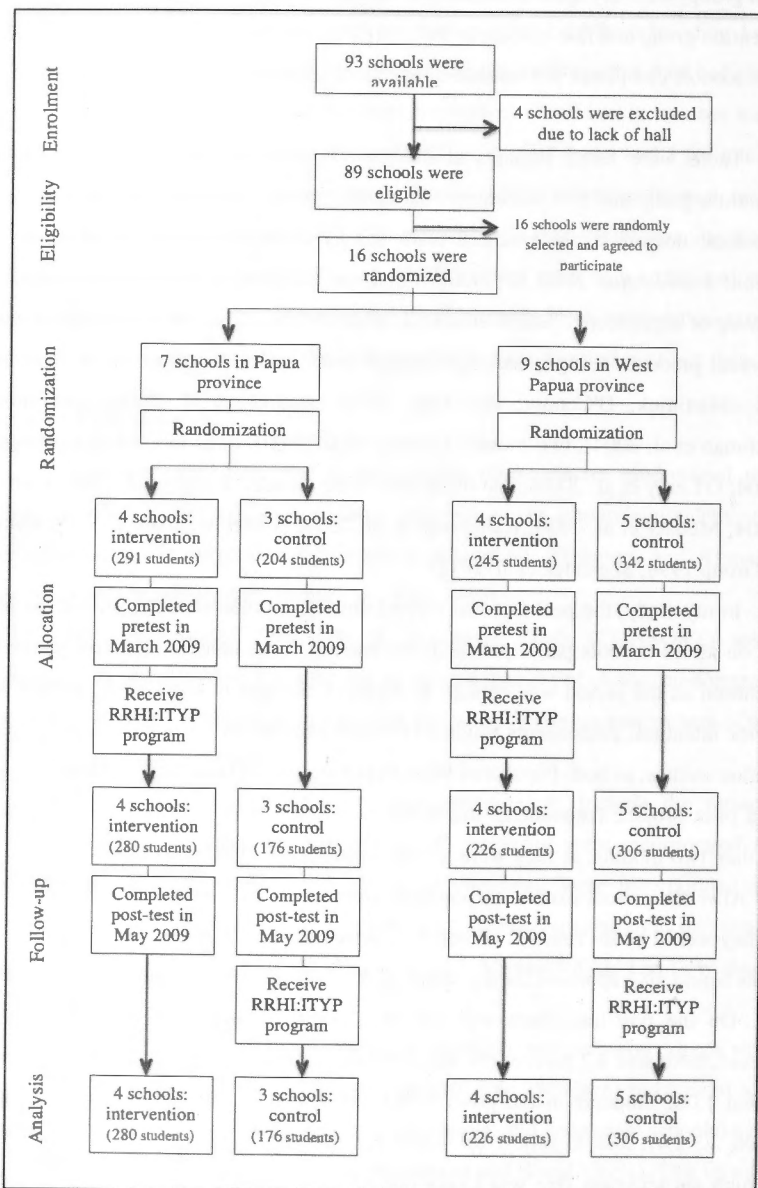 93 schools were
available
Enrolment
4 schools were excluded
due to lack of hall
89 schools were
eligible
Eligibility
16 schools were randomly
selected and agreed to
participate
16 schools were
randomized
7 schools in Papua
province
9 schools in West
Papua province
Randomization
Randomization
Randomization
4 schools:
intervention
(291 students)
3 schools:
control
(204 students)
4 schools:
intervention
(245 students)
5 schools:
control
(342 students)
Allocation
Completed
pretest in
March 2009
Completed
pretest in
March 2009
Completed
pretest in
March 2009
Completed
pretest in
March 2009
Receive
RRHI:ITYP
program
Receive
RRHI:ITYP
program
4 schools:
intervention
(280 students)
3 schools:
control
(176 students)
4 schools:
intervention
(226 students)
5 schools:
control
(306 students)
Follow-up
Completed
post-test in
May 2009
Completed
post-test in
May 2009
Completed
post-test in
May 2009
Completed
post-test in
May 2009
Receive
RRHI:ITYP
program
Receive
RRHI:ITYP
program
Analysis
4 schools:
intervention
(280 students)
3 schools:
control
(176 students)
4 schools:
intervention
(226 students)
5 schools:
control
(306 students)